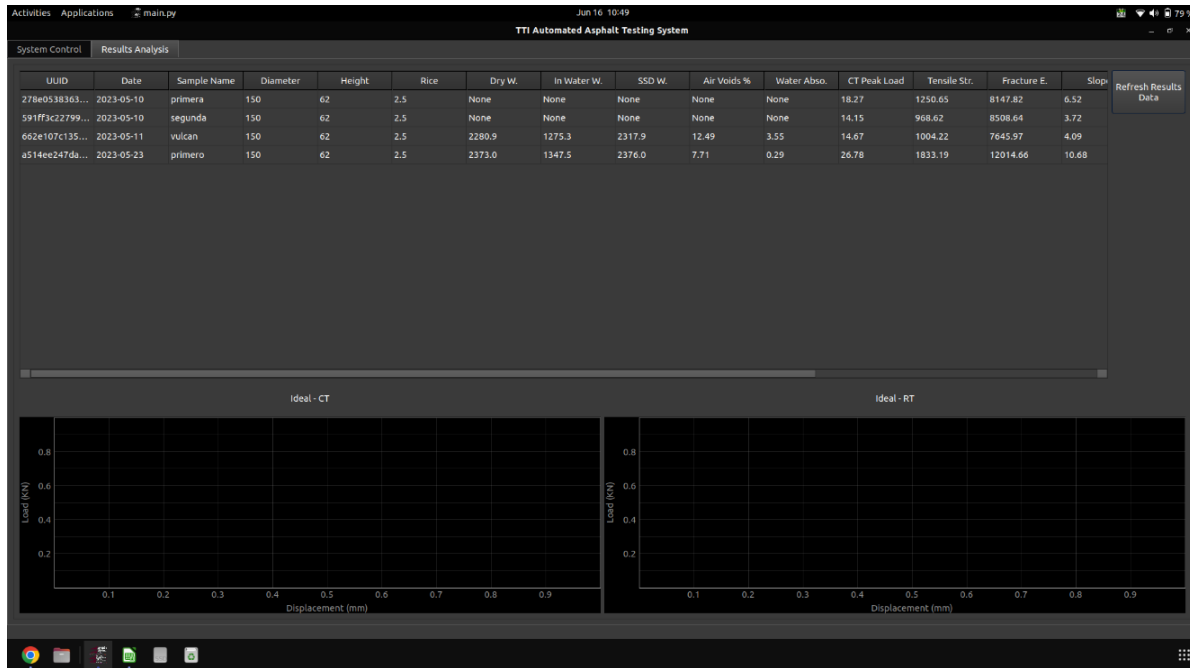 Activities Applications main.py Jun 16 10:49 79 %
TTI Automated Asphalt Testing System
System Control Results Analysis
UUID Date Sample Name Diameter Height Rice Dry W. In Water W. SSD W. Air Voids % Water Abso. CT Peak Load Tensile Str. Fracture E. Slope
278e0538363... 2023-05-10 primera 150 62 2.5 None None None None None 18.27 1250.65 8147.82 6.52
591ff3c22799... 2023-05-10 segunda 150 62 2.5 None None None None None 14.15 968.62 8508.64 3.72
662e107c135... 2023-05-11 vulcan 150 62 2.5 2280.9 1275.3 2317.9 12.49 3.55 14.67 1004.22 7645.97 4.09
a514ee247da... 2023-05-23 primero 150 62 2.5 2373.0 1347.5 2376.0 7.71 0.29 26.78 1833.19 12014.66 10.68
Refresh Results
Data
Ideal - CT
0.8
0.6
0.4
0.2
Load (KN)
0.1 0.2 0.3 0.4 0.5 0.6 0.7 0.8 0.9
Displacement (mm)
Ideal - RT
0.8
0.6
0.4
0.2
Load (KN)
0.1 0.2 0.3 0.4 0.5 0.6 0.7 0.8 0.9
Displacement (mm)